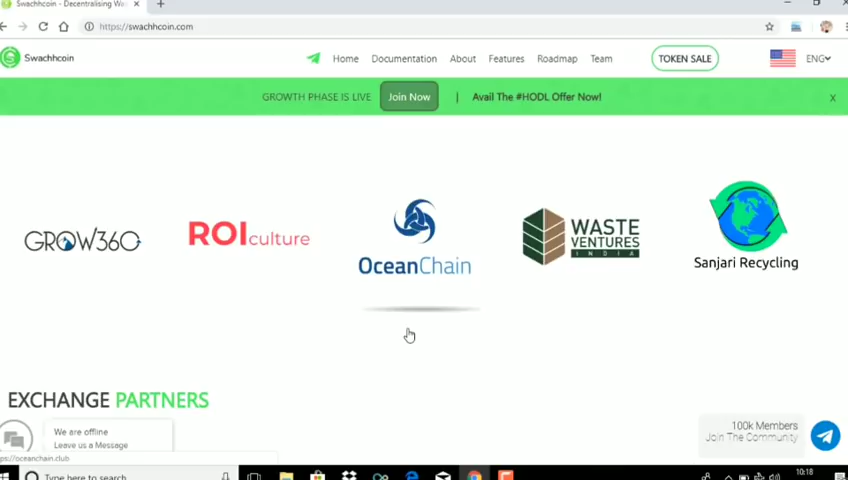 Swachhcoin - Decentralising Wa
https://swachhcoin.com
Swachhcoin
Home
Documentation
About
Features
Roadmap
Team
TOKEN SALE
ENG
GROWTH PHASE IS LIVE
Join Now
|
Avail The #HODL Offer Now!
X
GROW360
ROIculture
OceanChain
WASTE
VENTURES
INDIA
Sanjari Recycling
EXCHANGE PARTNERS
We are offline
Leave us a Message
100k Members
Join The Community
ps://oceanchain.club
Type here to search
10:18